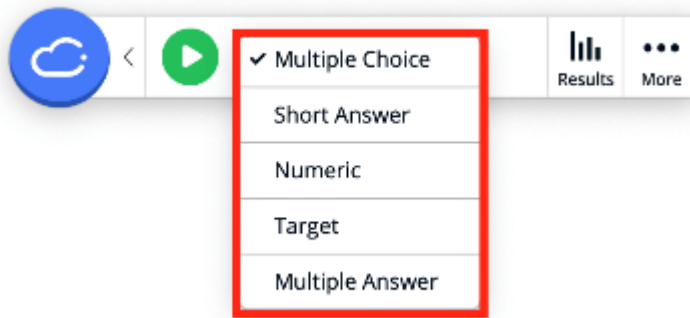 Multiple Choice
Results
More
Short Answer
Numeric
Target
Multiple Answer